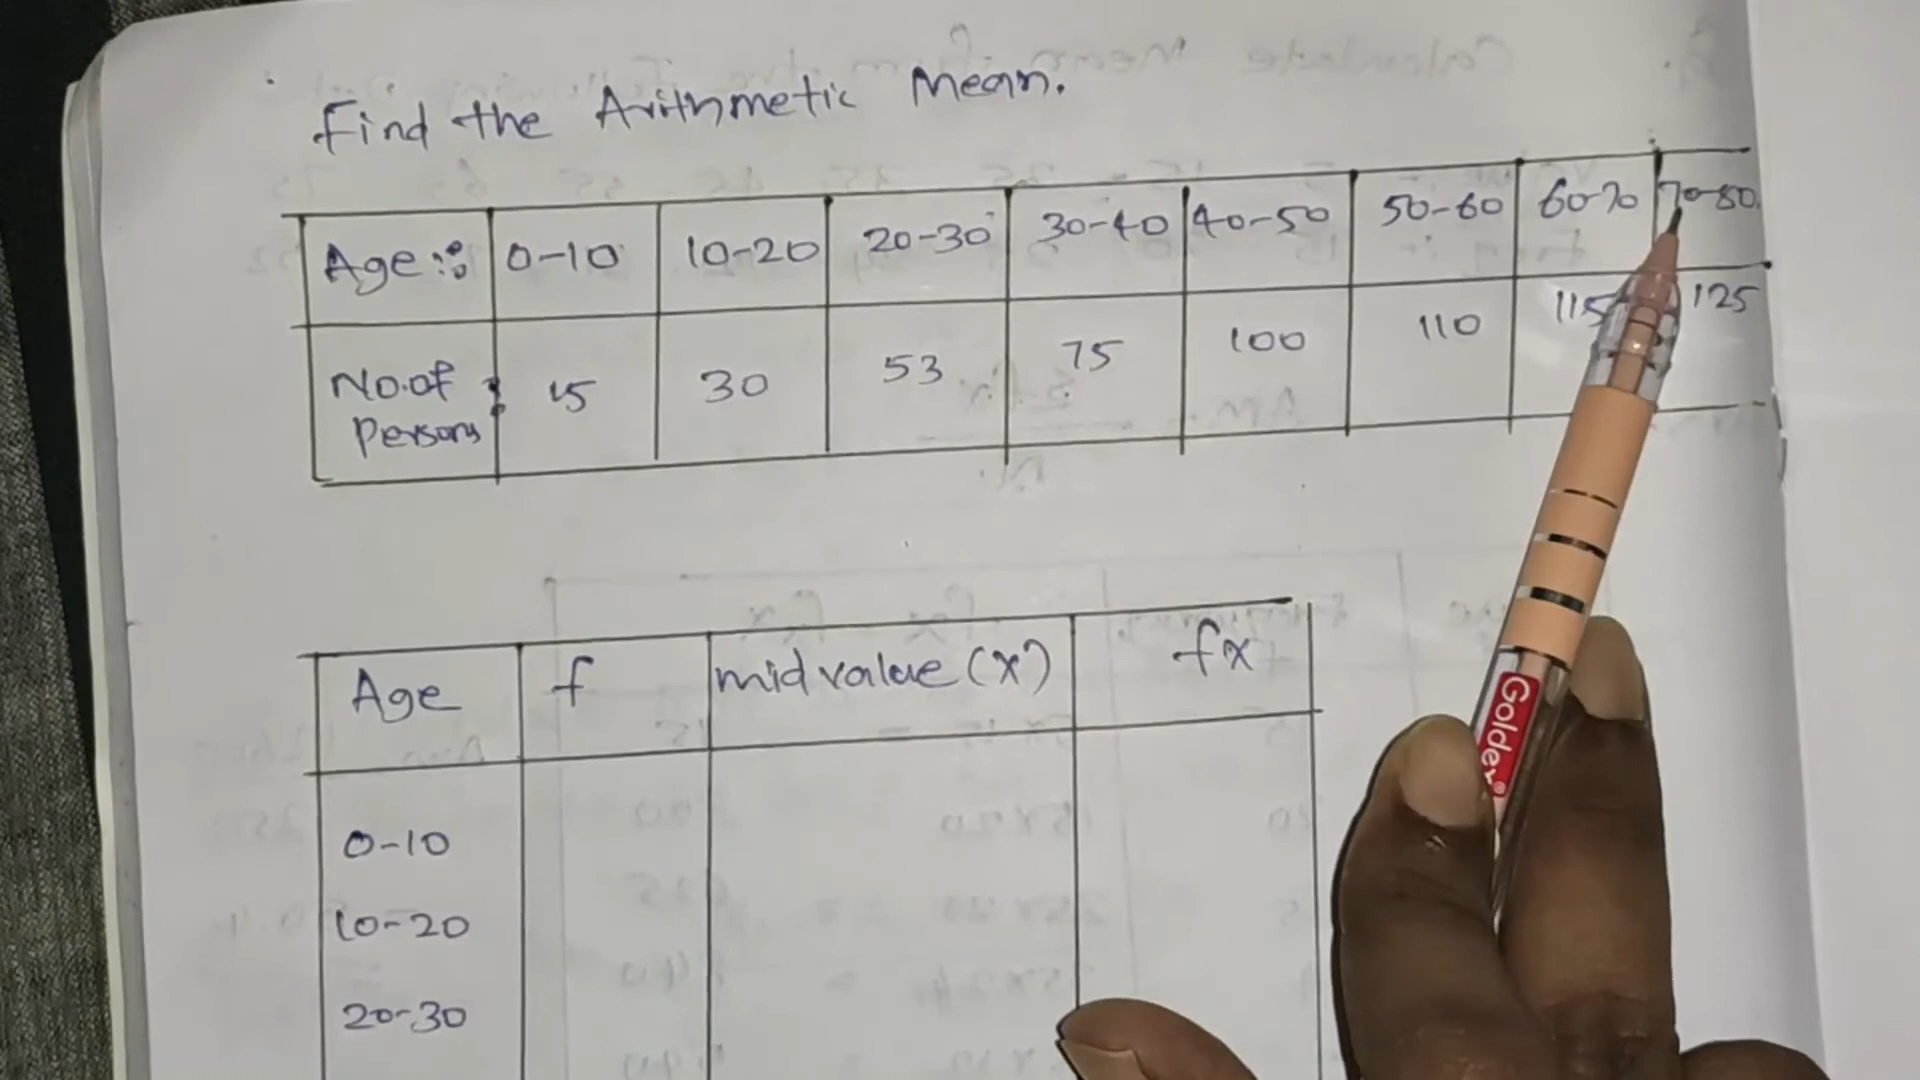 Find the Arithmetic Mean.
Age: 0-10 10-20 20-30 30-40 40-50 50-60 60-70 70-80
No.of Persons: 15 30 53 75 100 110 115 125
Age f midvalue (x) fx
0-10
10-20
20-30
Golden